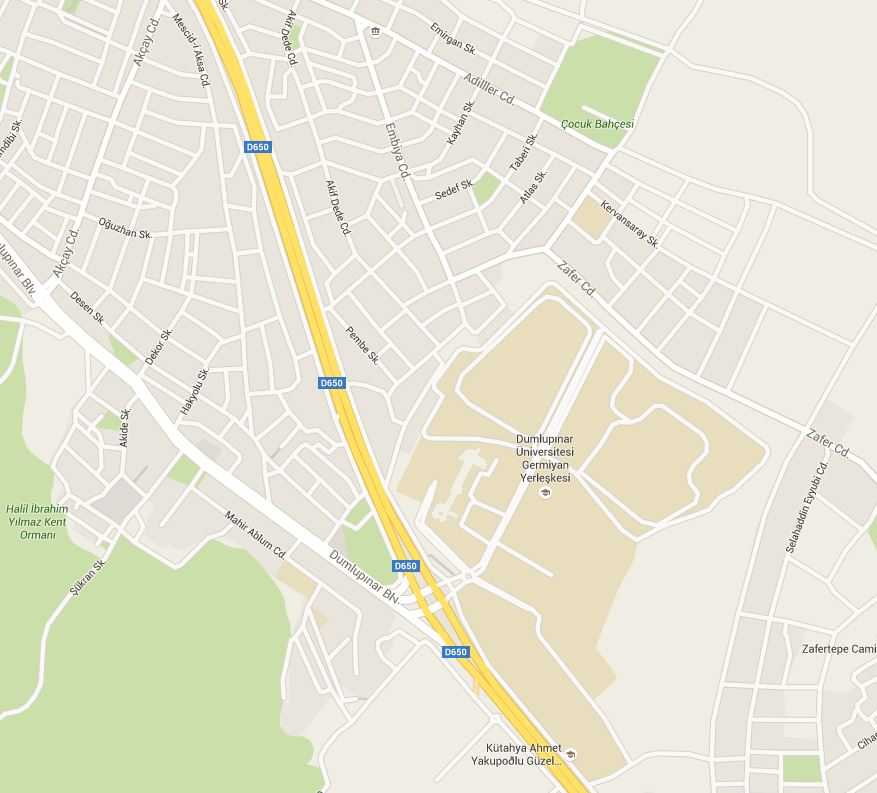 Sk.
Akif Dede Cd.
Akçay Cd.
Mescid-i Aksa Cd.
Emirgan Sk.
Adilller Cd.
Kayhan Sk.
Çocuk Bahçesi
D650
Embiya Cd.
Taberi Sk.
Sedef Sk.
Atlas Sk.
Akif Dede Cd.
Kervansaray Sk.
Oğuzhan Sk.
Akçay Cd.
Zafer Cd.
Desen Sk.
Dekor Sk.
Pembe Sk.
D650
Hakyolu Sk.
Akide Sk.
Dumlupınar
Üniversitesi
Germiyan
Yerleşkesi
Zafer Cd.
Selahaddin Eyyubi Cd.
Halil İbrahim
Yılmaz Kent
Ormanı
Mahir Ablum Cd.
Dumlupınar Blv.
D650
Şükran Sk.
D650
Zafertepe Cami
Kütahya Ahmet
Yakupoğlu Güzel...